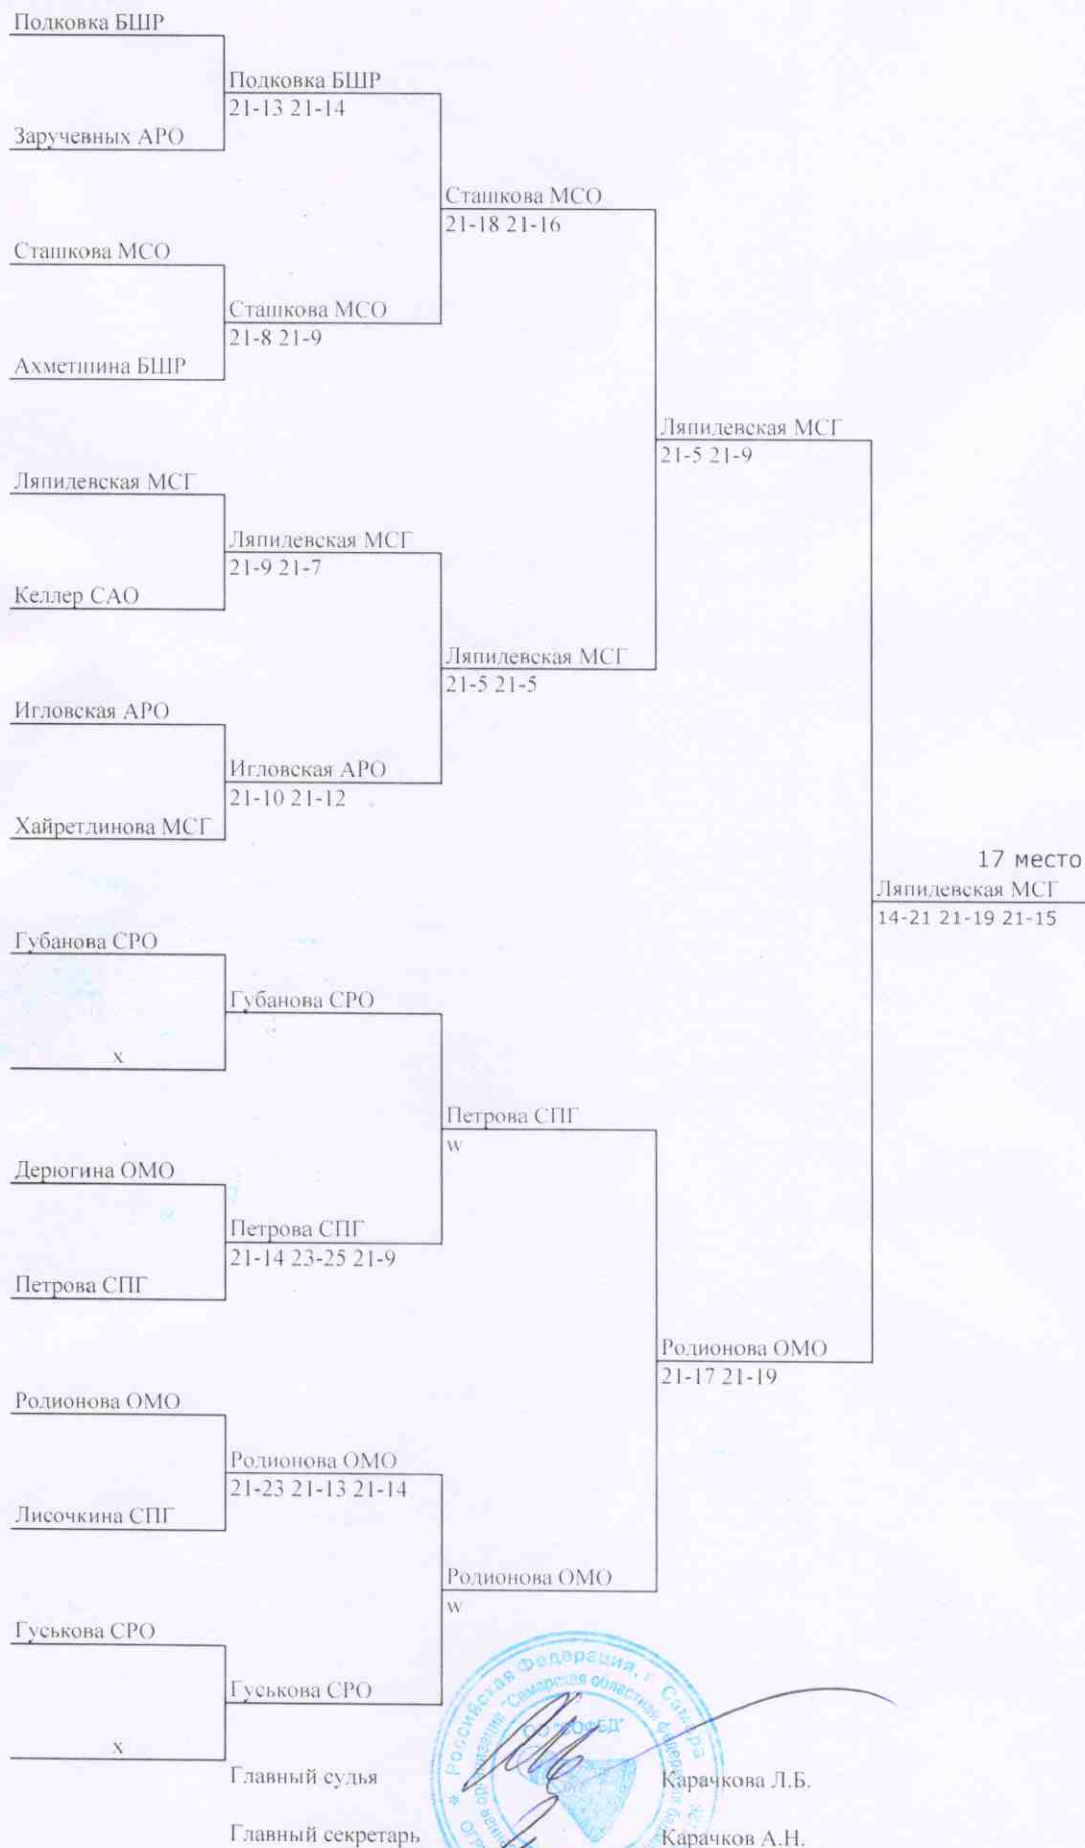 Подковка БШР
Подковка БШР
21-13 21-14
Заручевных АРО
Сташкова МСО
21-18 21-16
Сташкова МСО
Сташкова МСО
21-8 21-9
Ахметшина БШР
Ляпидевская МСГ
21-5 21-9
Ляпидевская МСГ
Ляпидевская МСГ
21-9 21-7
Келлер САО
Ляпидевская МСГ
21-5 21-5
Игловская АРО
Игловская АРО
21-10 21-12
Хайретдинова МСГ
17 место
Ляпидевская МСГ
14-21 21-19 21-15
Губанова СРО
Губанова СРО
х
Петрова СПГ
w
Дерюгина ОМО
Петрова СПГ
21-14 23-25 21-9
Петрова СПГ
Родионова ОМО
21-17 21-19
Родионова ОМО
Родионова ОМО
21-23 21-13 21-14
Лисочкина СПГ
Родионова ОМО
w
Гуськова СРО
Гуськова СРО
х
Российская Федерация, г. Самара
"Самарская областная федерация
Главный судья
Карачкова Л.Б.
Главный секретарь
Карачков А.Н.